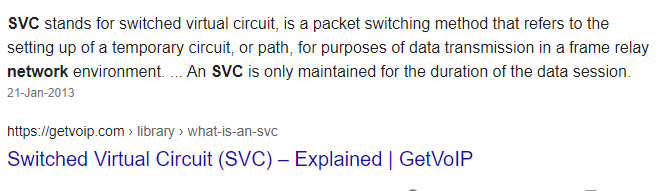 SVC stands for switched virtual circuit, is a packet switching method that refers to the
setting up of a temporary circuit, or path, for purposes of data transmission in a frame relay
network environment. ... An SVC is only maintained for the duration of the data session.
21-Jan-2013
https://getvoip.com › library › what-is-an-svc
Switched Virtual Circuit (SVC) – Explained | GetVoIP